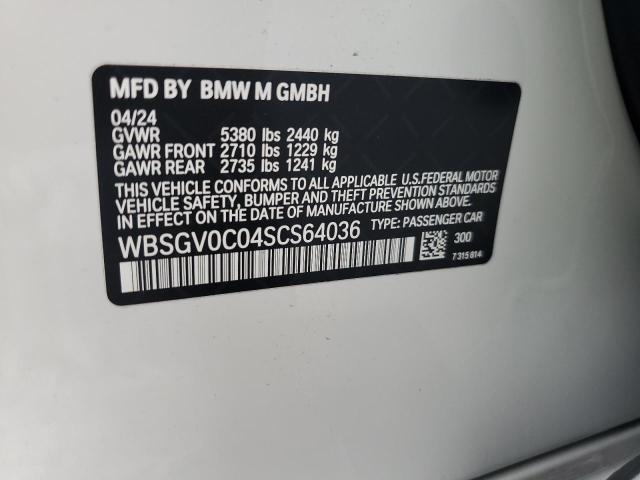 MFD BY BMW M GMBH
04/24
GVWR 5380 lbs 2440 kg
GAWR FRONT 2710 lbs 1229 kg
GAWR REAR 2735 lbs 1241 kg
THIS VEHICLE CONFORMS TO ALL APPLICABLE U.S.FEDERAL MOTOR
VEHICLE SAFETY, BUMPER AND THEFT PREVENTION STANDARDS
IN EFFECT ON THE DATE OF MANUFACTURE SHOWN ABOVE.
WBSGV0C04SCS64036 TYPE: PASSENGER CAR
300
7 315 814